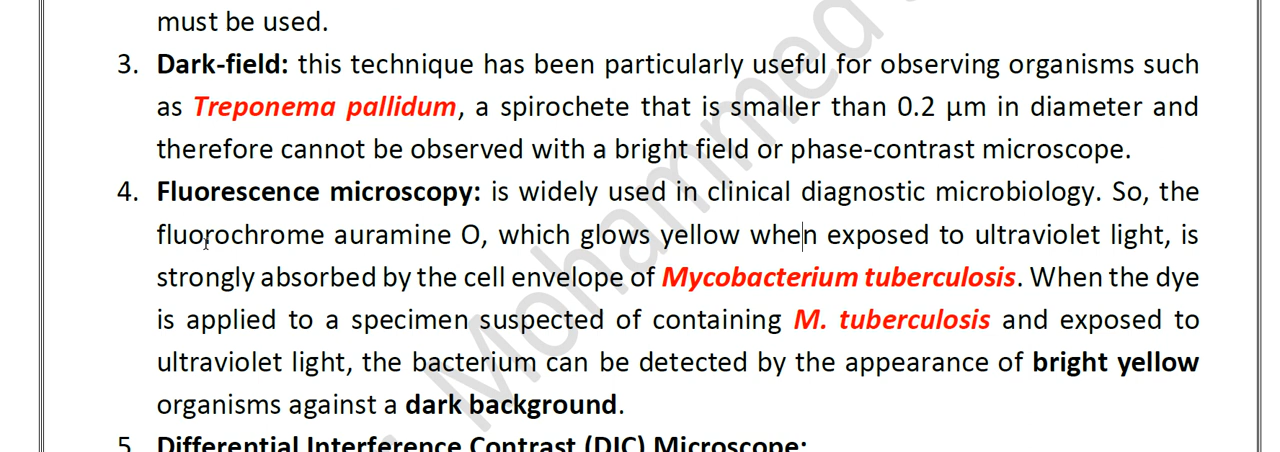 must be used.
3. Dark-field: this technique has been particularly useful for observing organisms such
as Treponema pallidum, a spirochete that is smaller than 0.2 µm in diameter and
therefore cannot be observed with a bright field or phase-contrast microscope.
4. Fluorescence microscopy: is widely used in clinical diagnostic microbiology. So, the
fluorochrome auramine O, which glows yellow when exposed to ultraviolet light, is
strongly absorbed by the cell envelope of Mycobacterium tuberculosis. When the dye
is applied to a specimen suspected of containing M. tuberculosis and exposed to
ultraviolet light, the bacterium can be detected by the appearance of bright yellow
organisms against a dark background.
5. Differential Interference Contrast (DIC) Microscope:
Mohammed